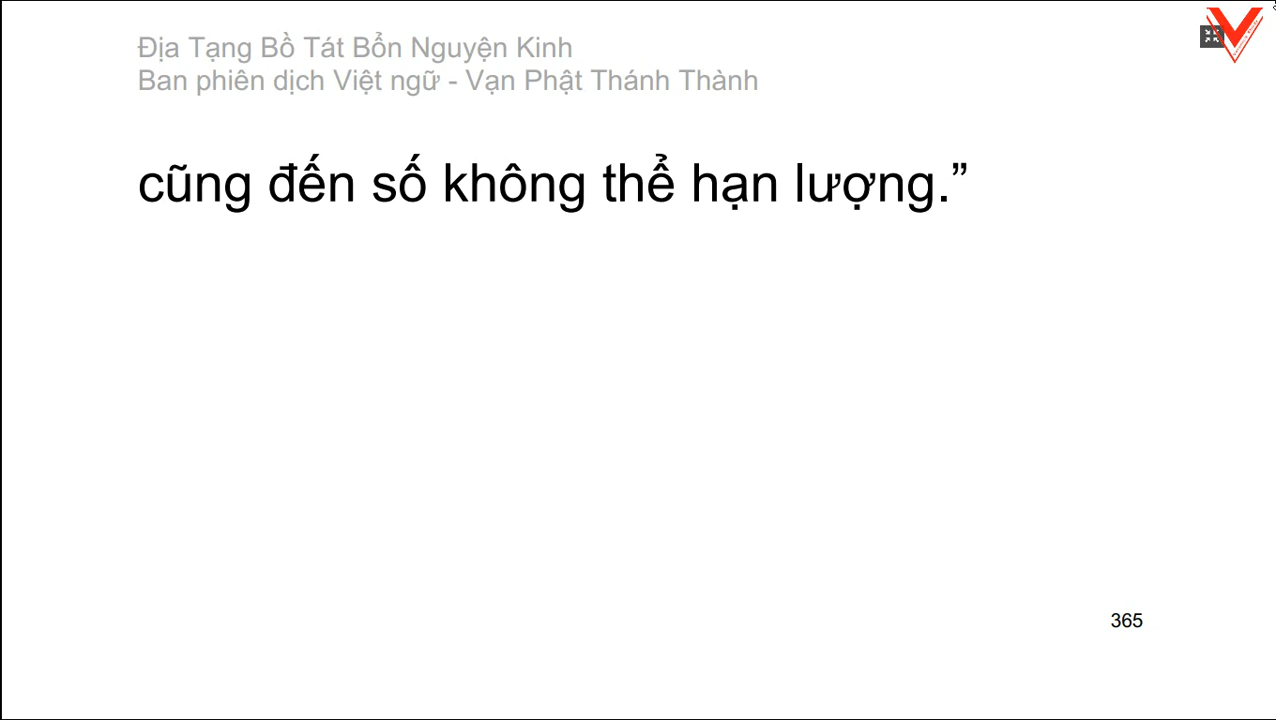 Địa Tạng Bồ Tát Bổn Nguyện Kinh
Ban phiên dịch Việt ngữ - Vạn Phật Thánh Thành
cũng đến số không thể hạn lượng.”
365